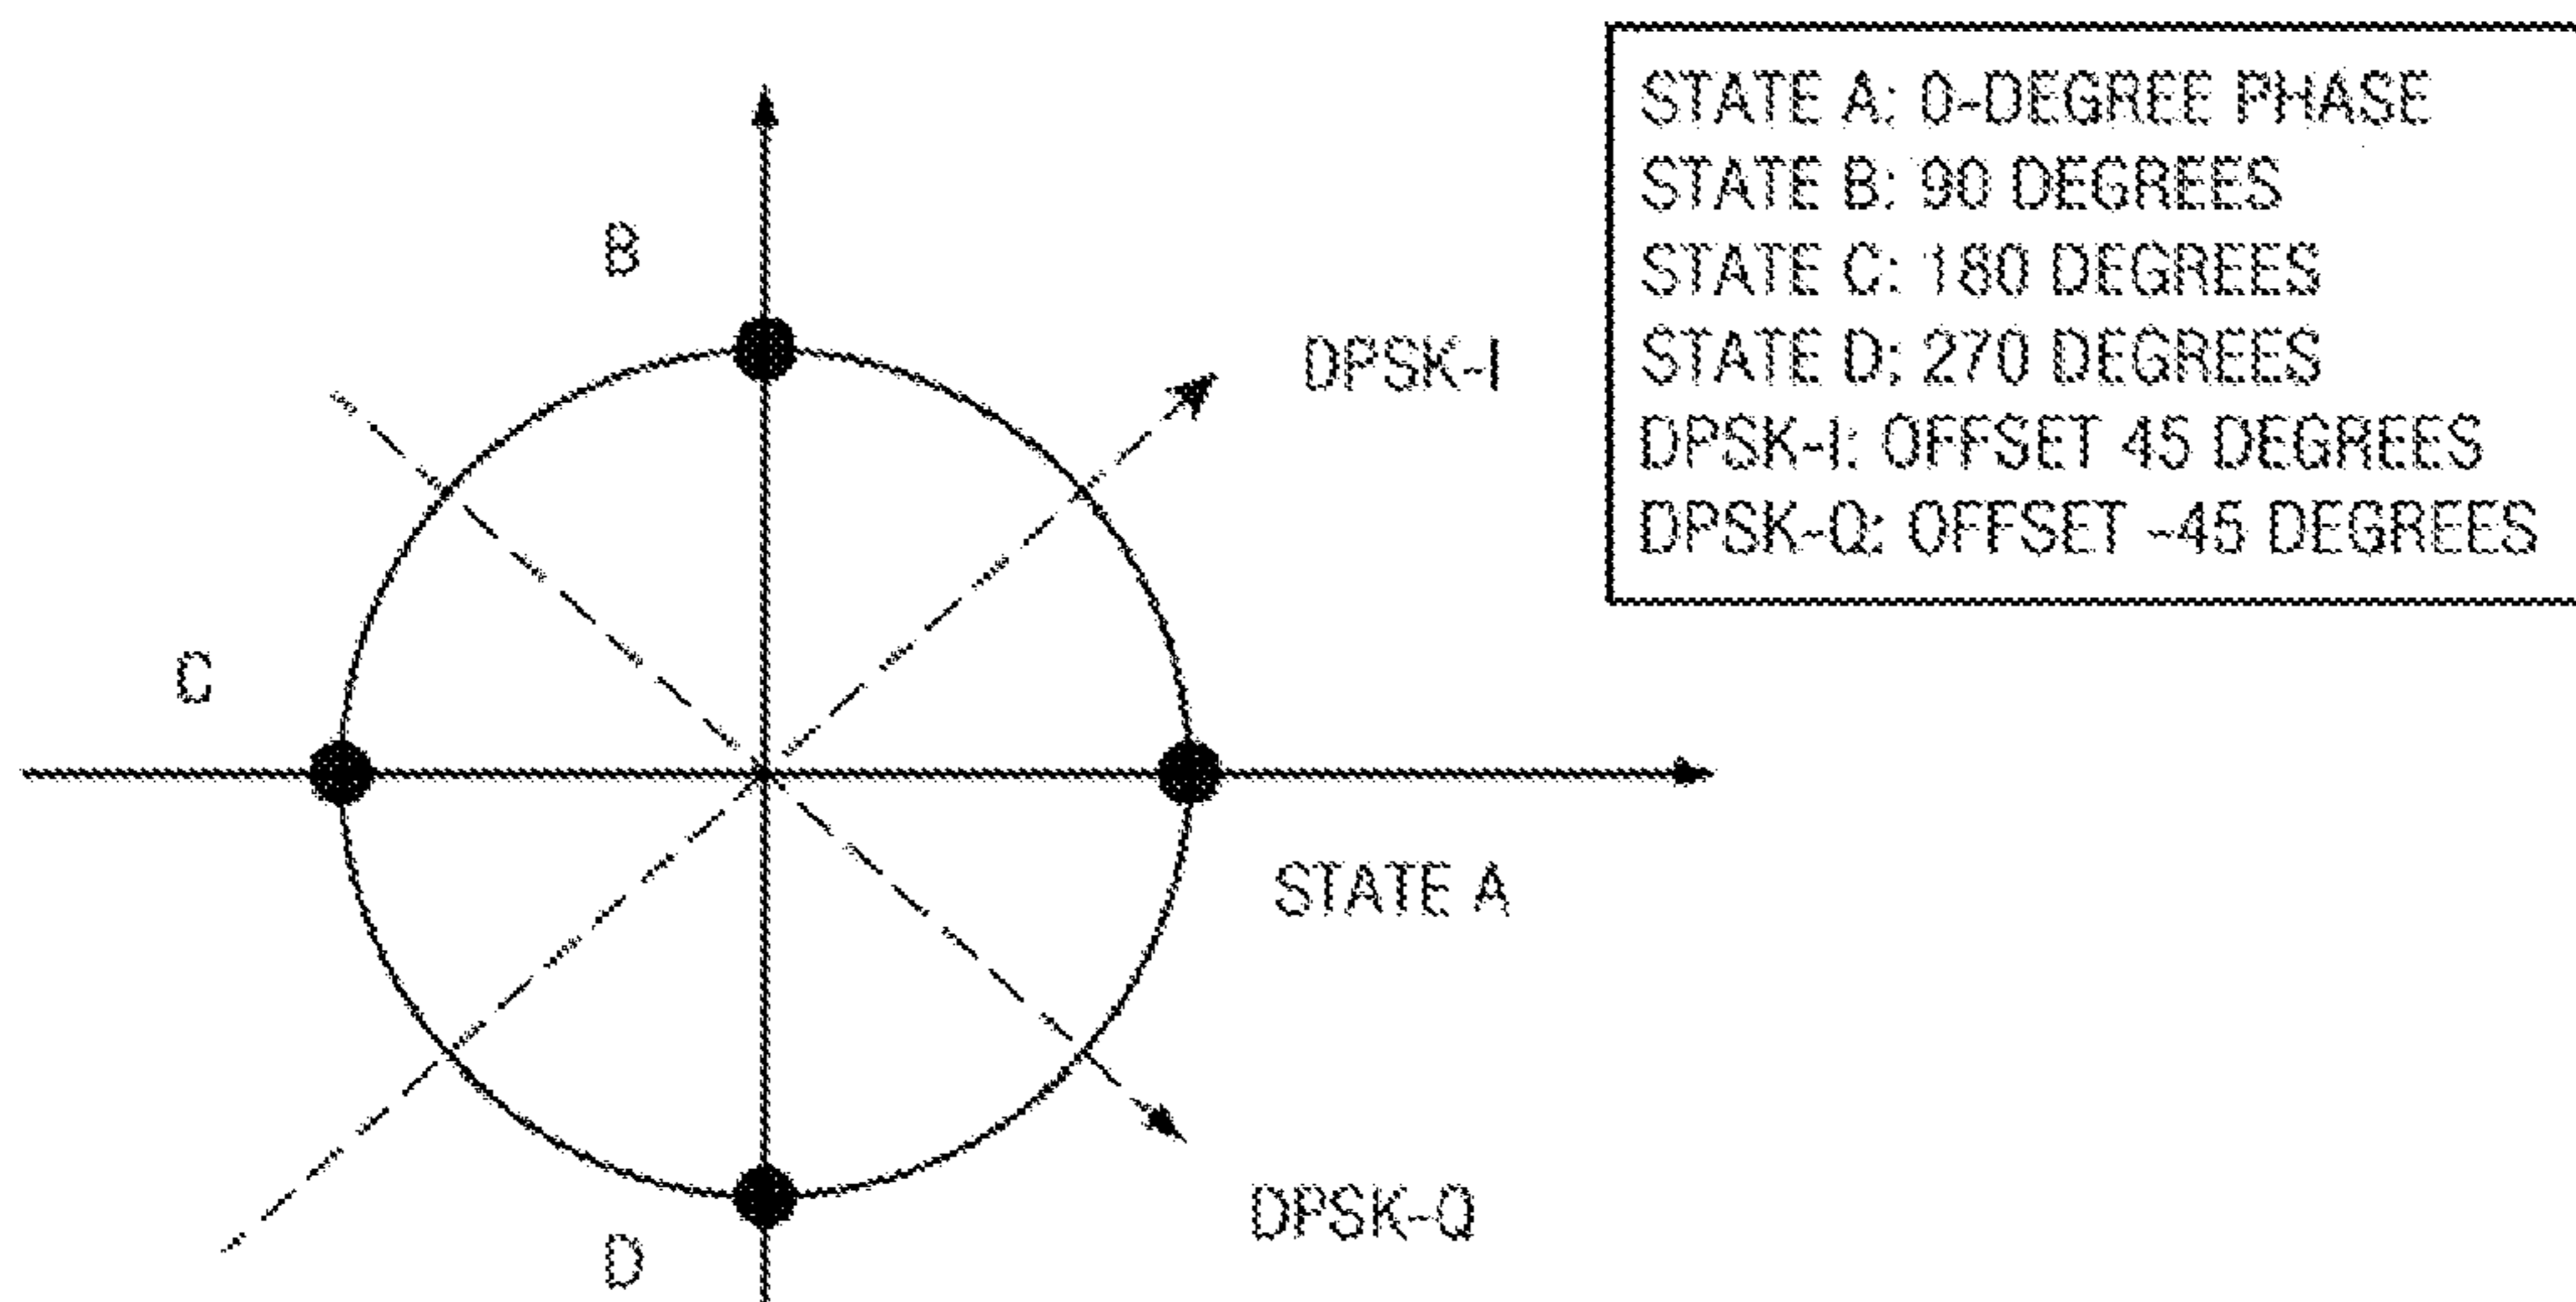 STATE A: 0-DEGREE PHASE
STATE B: 90 DEGREES
STATE C: 180 DEGREES
STATE D: 270 DEGREES
DPSK-I: OFFSET 45 DEGREES
DPSK-Q: OFFSET -45 DEGREES
B
DPSK-I
C
STATE A
DPSK-Q
D